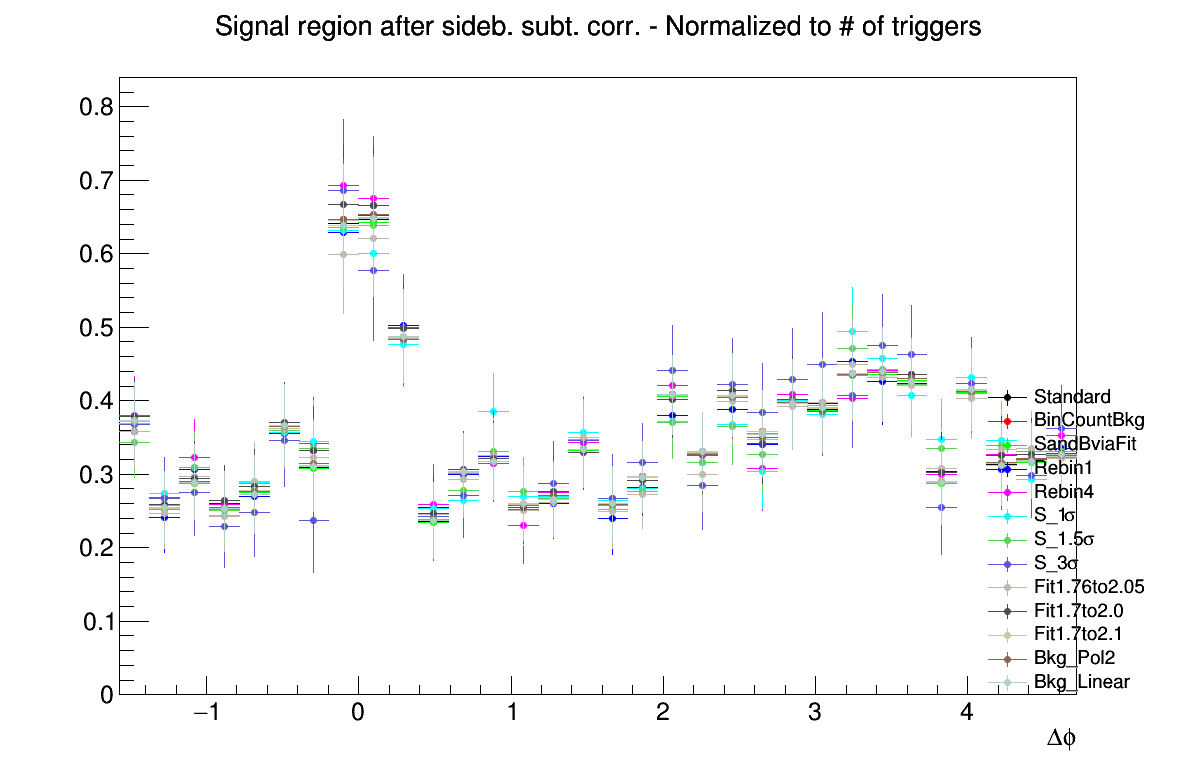 Signal region after sideb. subt. corr. - Normalized to # of triggers
0.8
0.7
0.6
0.5
0.4
0.3
0.2
0.1
0
−1
0
1
2
3
4
Δϕ
Standard
BinCountBkg
SandBviaFit
Rebin1
Rebin4
S_1σ
S_1.5σ
S_3σ
Fit1.76to2.05
Fit1.7to2.0
Fit1.7to2.1
Bkg_Pol2
Bkg_Linear